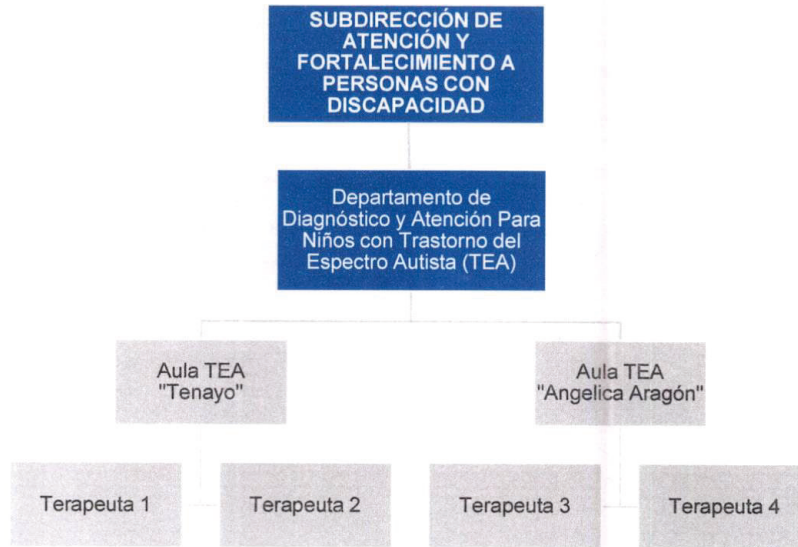 SUBDIRECCIÓN DE
ATENCIÓN Y
FORTALECIMIENTO A
PERSONAS CON
DISCAPACIDAD
Departamento de
Diagnóstico y Atención Para
Niños con Trastorno del
Espectro Autista (TEA)
Aula TEA
"Tenayo"
Aula TEA
"Angelica Aragón"
Terapeuta 1
Terapeuta 2
Terapeuta 3
Terapeuta 4